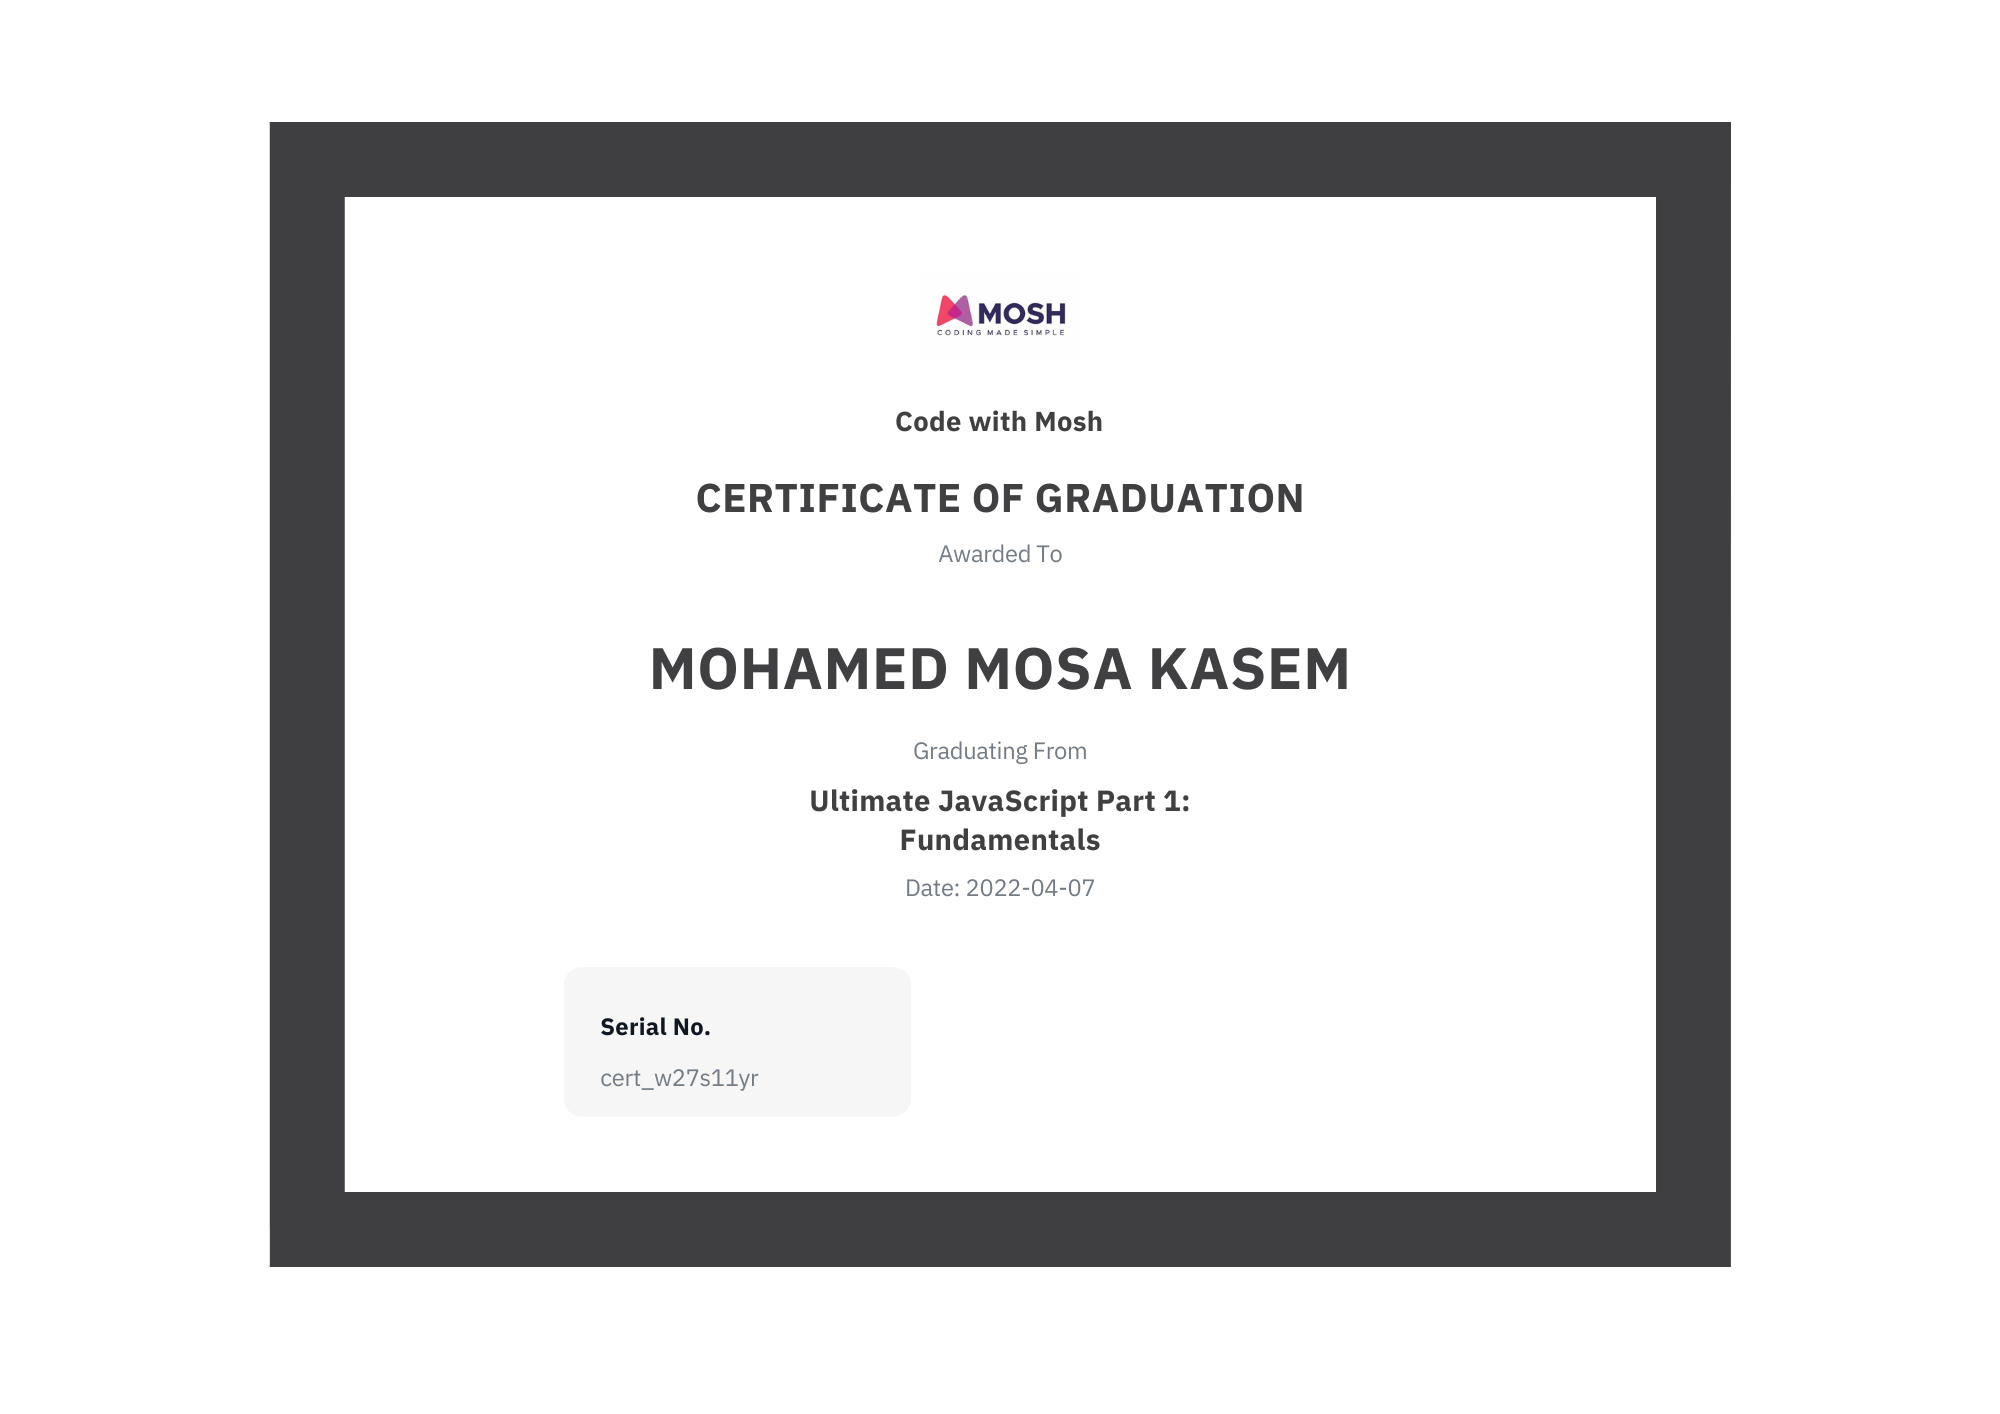 MOSH
CODING MADE SIMPLE
Code with Mosh
CERTIFICATE OF GRADUATION
Awarded To
MOHAMED MOSA KASEM
Graduating From
Ultimate JavaScript Part 1:
Fundamentals
Date: 2022-04-07
Serial No.
cert_w27s11yr